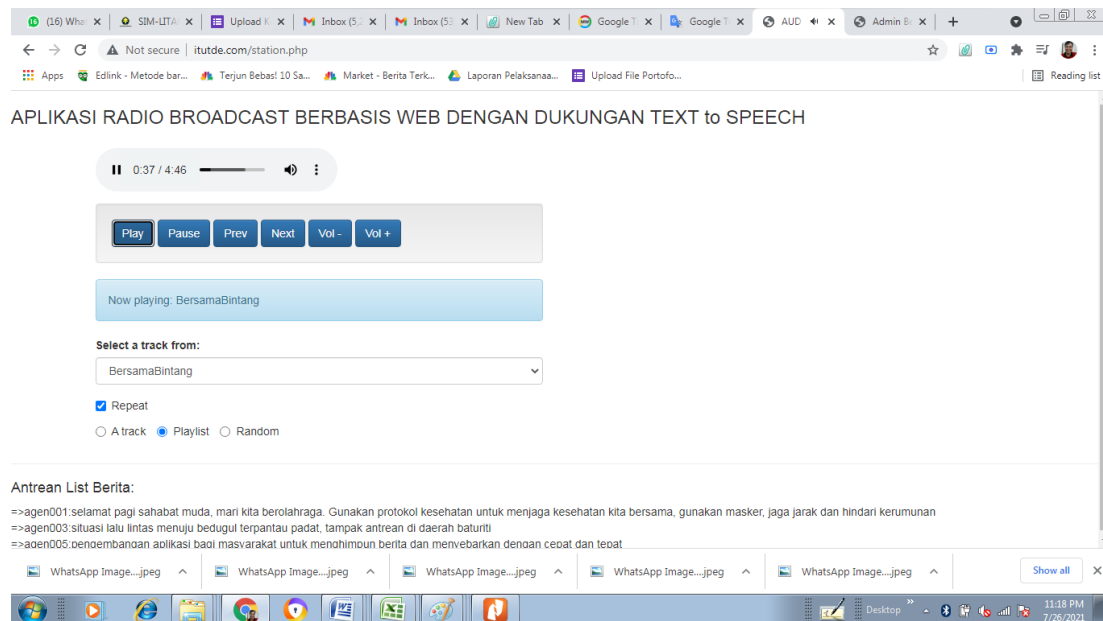 (16) What
SIM-LITA
Upload K
Inbox (5,
Inbox (53
New Tab
Google T
Google T
AUD
Admin B
Not secure | itutde.com/station.php
Apps
Edlink - Metode bar...
Terjun Bebas! 10 Sa...
Market - Berita Terk...
Laporan Pelaksanaa...
Upload File Portofo...
Reading list
APLIKASI RADIO BROADCAST BERBASIS WEB DENGAN DUKUNGAN TEXT to SPEECH
0:37 / 4:46
Play Pause Prev Next Vol - Vol +
Now playing: BersamaBintang
Select a track from:
BersamaBintang
Repeat
A track Playlist Random
Antrean List Berita:
=>agen001:selamat pagi sahabat muda, mari kita berolahraga. Gunakan protokol kesehatan untuk menjaga kesehatan kita bersama, gunakan masker, jaga jarak dan hindari kerumunan
=>agen003:situasi lalu lintas menuju bedugul terpantau padat, tampak antrean di daerah baturiti
=>agen005:pengembangan aplikasi bagi masyarakat untuk menghimpun berita dan menyebarkan dengan cepat dan tepat
WhatsApp Image....jpeg
WhatsApp Image....jpeg
WhatsApp Image....jpeg
WhatsApp Image....jpeg
WhatsApp Image....jpeg
Show all
Desktop
11:18 PM
7/26/2021